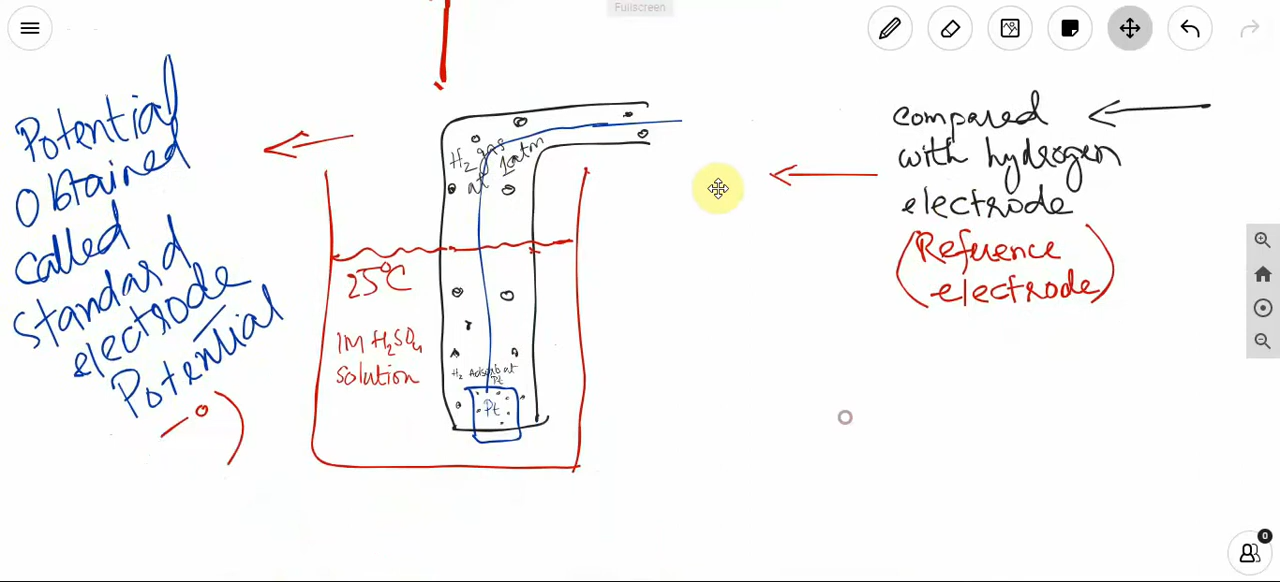 Fullscreen
0
Potential
Obtained
called
standard
electrode
Potential
H₂ gas
at 1atm
25°C
1M H₂SO₄
solution
H₂ Adsorb at
Pt
Pt
compared
with hydrogen
electrode
(Reference
electrode)